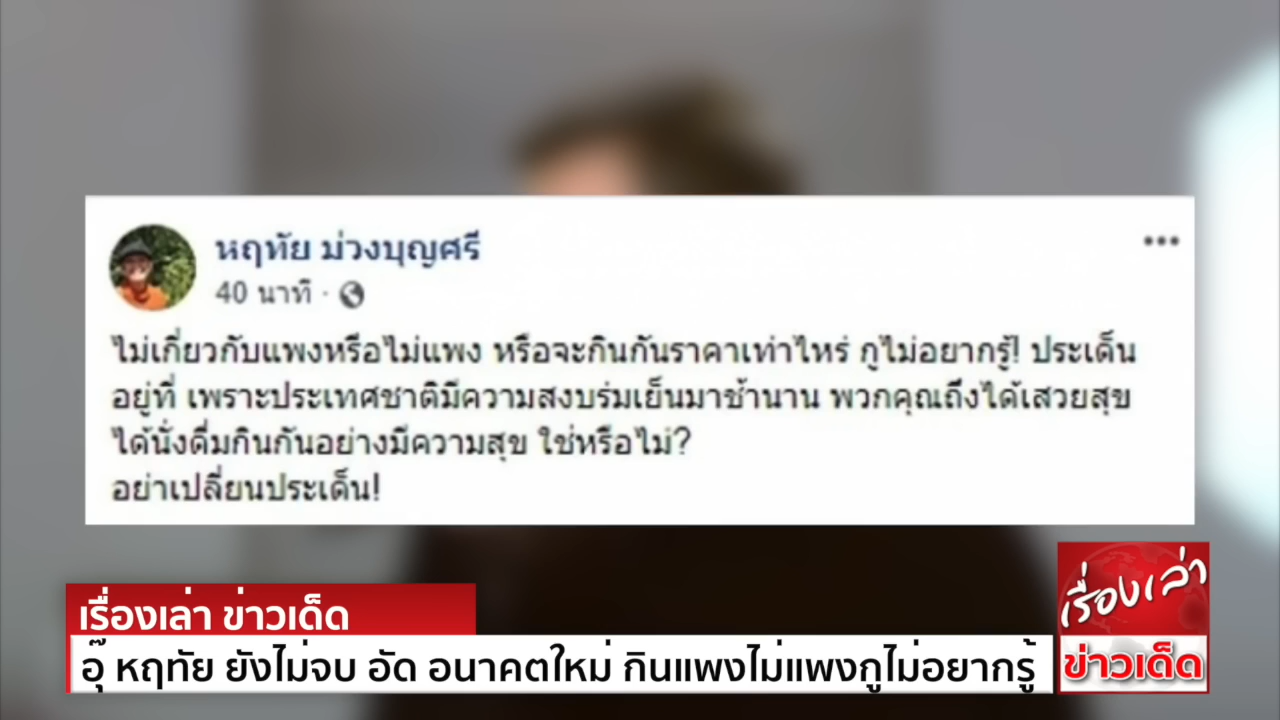 หฤทัย ม่วงบุญศรี
40 นาที ·
ไม่เกี่ยวกับแพงหรือไม่แพง หรือจะกินกันราคาเท่าไหร่ กูไม่อยากรู้! ประเด็น
อยู่ที่ เพราะประเทศชาติมีความสงบร่มเย็นมาช้านาน พวกคุณถึงได้เสวยสุข
ได้นั่งดื่มกินกันอย่างมีความสุข ใช่หรือไม่?
อย่าเปลี่ยนประเด็น!
เรื่องเล่า ข่าวเด็ด
อุ๊ หฤทัย ยังไม่จบ อัด อนาคตใหม่ กินแพงไม่แพงกูไม่อยากรู้
เรื่องเล่า
ข่าวเด็ด